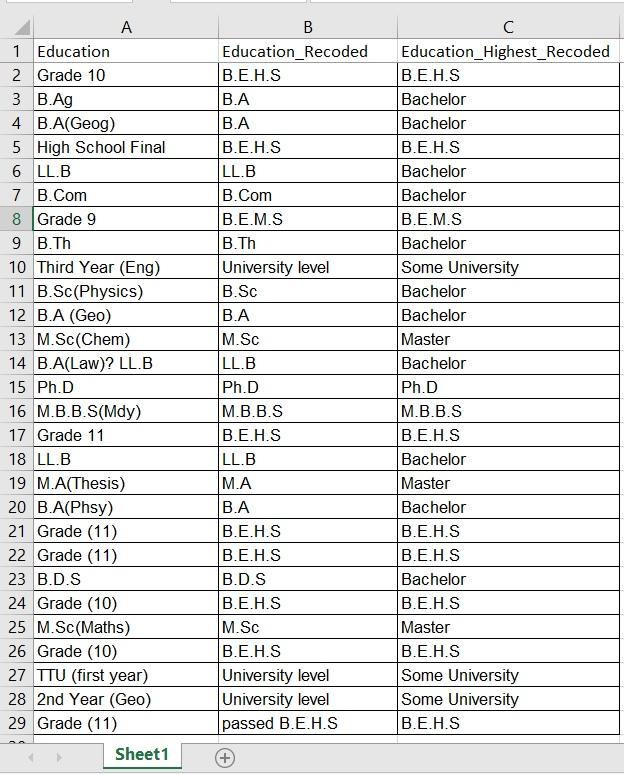 A B C
1 Education Education_Recoded Education_Highest_Recoded
2 Grade 10 B.E.H.S B.E.H.S
3 B.Ag B.A Bachelor
4 B.A(Geog) B.A Bachelor
5 High School Final B.E.H.S B.E.H.S
6 LL.B LL.B Bachelor
7 B.Com B.Com Bachelor
8 Grade 9 B.E.M.S B.E.M.S
9 B.Th B.Th Bachelor
10 Third Year (Eng) University level Some University
11 B.Sc(Physics) B.Sc Bachelor
12 B.A (Geo) B.A Bachelor
13 M.Sc(Chem) M.Sc Master
14 B.A(Law)? LL.B LL.B Bachelor
15 Ph.D Ph.D Ph.D
16 M.B.B.S(Mdy) M.B.B.S M.B.B.S
17 Grade 11 B.E.H.S B.E.H.S
18 LL.B LL.B Bachelor
19 M.A(Thesis) M.A Master
20 B.A(Phsy) B.A Bachelor
21 Grade (11) B.E.H.S B.E.H.S
22 Grade (11) B.E.H.S B.E.H.S
23 B.D.S B.D.S Bachelor
24 Grade (10) B.E.H.S B.E.H.S
25 M.Sc(Maths) M.Sc Master
26 Grade (10) B.E.H.S B.E.H.S
27 TTU (first year) University level Some University
28 2nd Year (Geo) University level Some University
29 Grade (11) passed B.E.H.S B.E.H.S
Sheet1